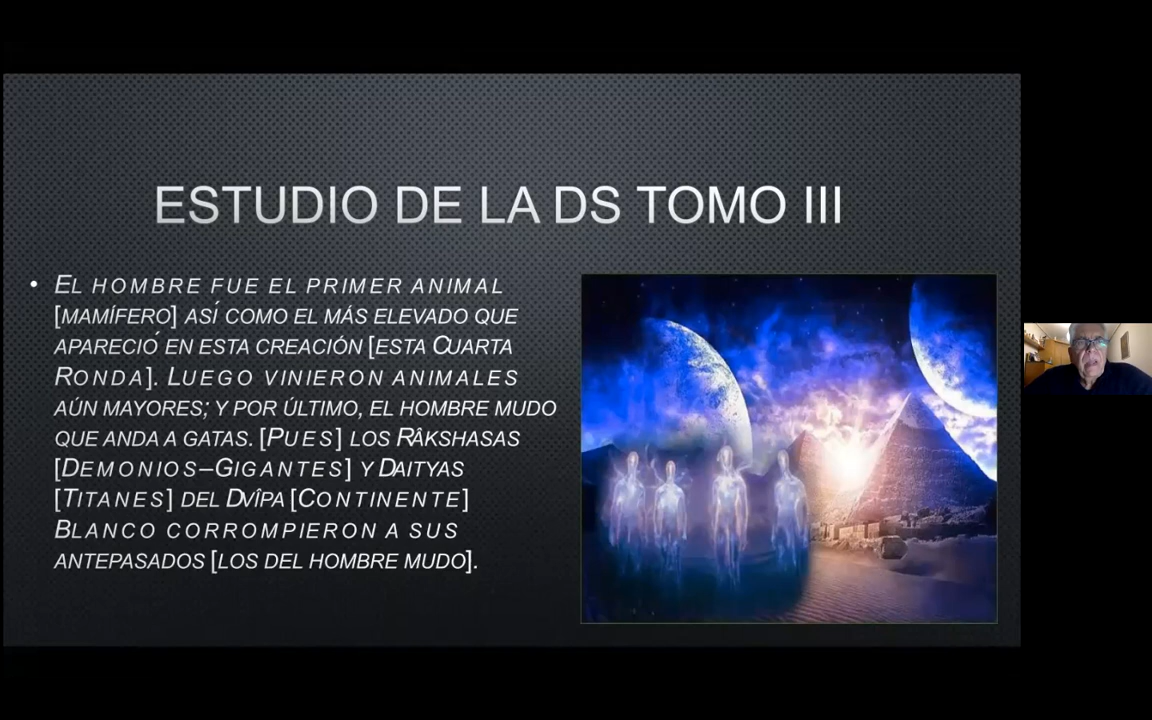 ESTUDIO DE LA DS TOMO III
• EL HOMBRE FUE EL PRIMER ANIMAL
[MAMÍFERO] ASÍ COMO EL MÁS ELEVADO QUE
APARECIÓ EN ESTA CREACIÓN [ESTA CUARTA
RONDA]. LUEGO VINIERON ANIMALES
AÚN MAYORES; Y POR ÚLTIMO, EL HOMBRE MUDO
QUE ANDA A GATAS. [PUES] LOS RÂKSHASAS
[DEMONIOS–GIGANTES] Y DAITYAS
[TITANES] DEL DVÎPA [CONTINENTE]
BLANCO CORROMPIERON A SUS
ANTEPASADOS [LOS DEL HOMBRE MUDO].